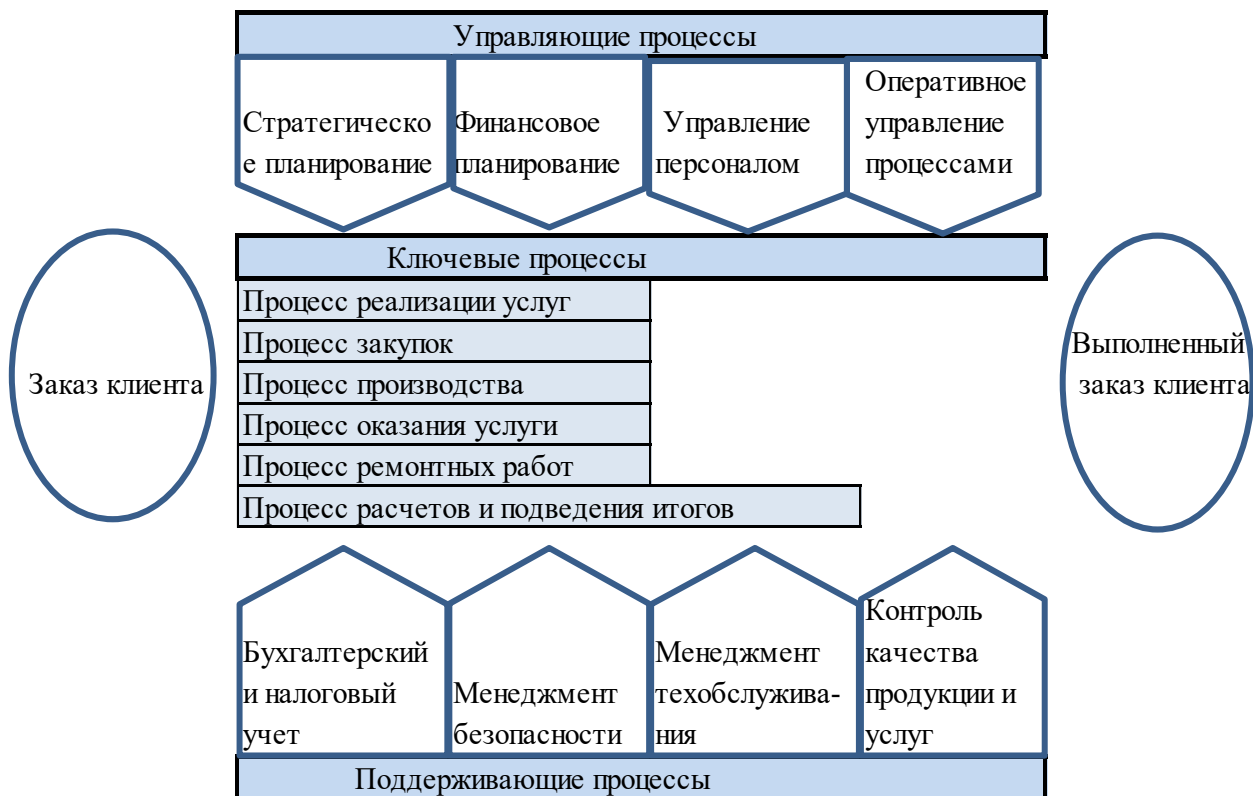 Управляющие процессы
Стратегическо
е планирование
Финансовое
планирование
Управление
персоналом
Оперативное
управление
процессами
Заказ клиента
Ключевые процессы
Процесс реализации услуг
Процесс закупок
Процесс производства
Процесс оказания услуги
Процесс ремонтных работ
Процесс расчетов и подведения итогов
Выполненный
заказ клиента
Бухгалтерский
и налоговый
учет
Менеджмент
безопасности
Менеджмент
техобслужива-
ния
Контроль
качества
продукции и
услуг
Поддерживающие процессы